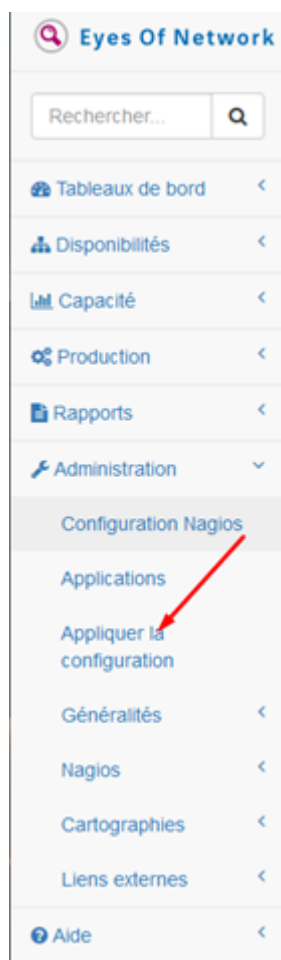 Eyes Of Network
Rechercher...
Tableaux de bord
Disponibilités
Capacité
Production
Rapports
Administration
Configuration Nagios
Applications
Appliquer la
configuration
Généralités
Nagios
Cartographies
Liens externes
Aide